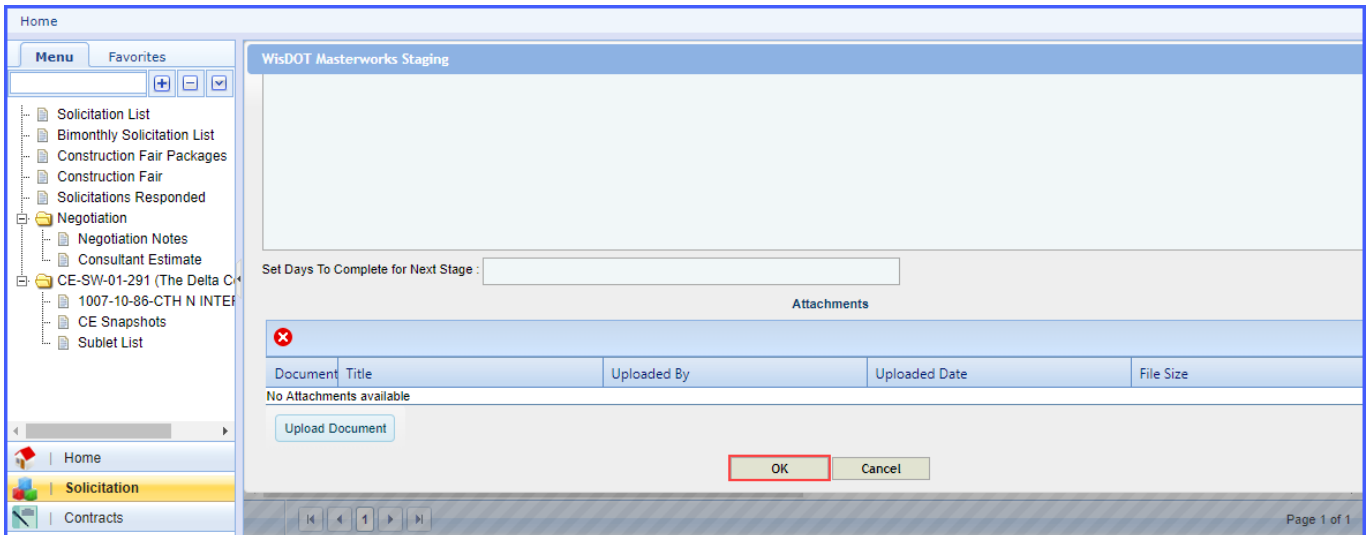 Home
Menu Favorites
WisDOT Masterworks Staging
Solicitation List
Bimonthly Solicitation List
Construction Fair Packages
Construction Fair
Solicitations Responded
Negotiation
Negotiation Notes
Consultant Estimate
CE-SW-01-291 (The Delta C
1007-10-86-CTH N INTER
CE Snapshots
Sublet List
Set Days To Complete for Next Stage :
Attachments
Document Title Uploaded By Uploaded Date File Size
No Attachments available
Upload Document
OK Cancel
| Home
| Solicitation
| Contracts
1 Page 1 of 1